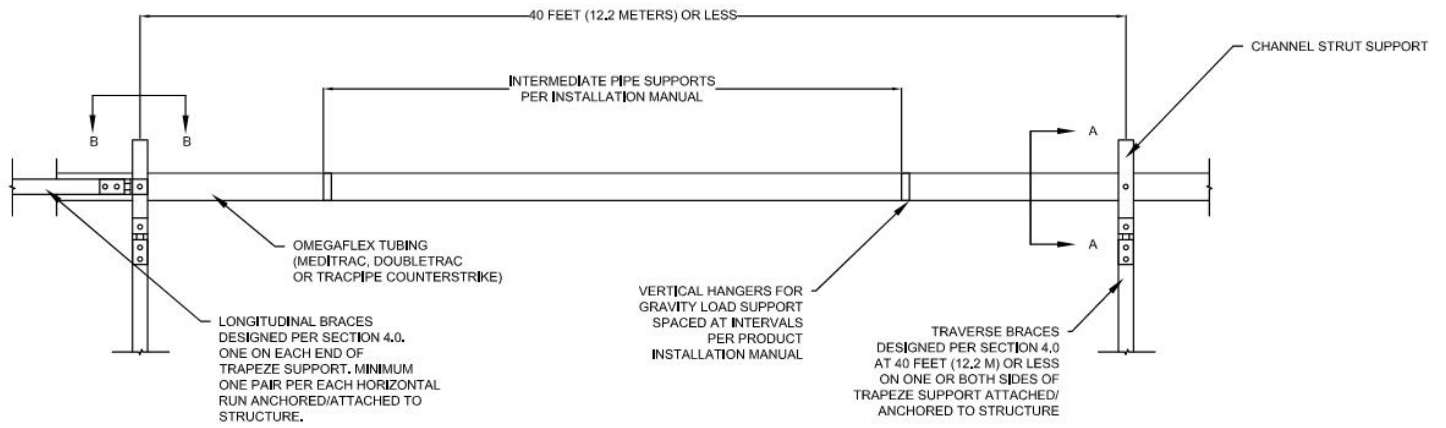 40 FEET (12.2 METERS) OR LESS
CHANNEL STRUT SUPPORT
INTERMEDIATE PIPE SUPPORTS
PER INSTALLATION MANUAL
B
B
A
A
OMEGAFLEX TUBING
(MEDITRAC, DOUBLETRAC
OR TRACPIPE COUNTERSTRIKE)
VERTICAL HANGERS FOR
GRAVITY LOAD SUPPORT
SPACED AT INTERVALS
PER PRODUCT
INSTALLATION MANUAL
LONGITUDINAL BRACES
DESIGNED PER SECTION 4.0.
ONE ON EACH END OF
TRAPEZE SUPPORT. MINIMUM
ONE PAIR PER EACH HORIZONTAL
RUN ANCHORED/ATTACHED TO
STRUCTURE.
TRAVERSE BRACES
DESIGNED PER SECTION 4.0
AT 40 FEET (12.2 M) OR LESS
ON ONE OR BOTH SIDES OF
TRAPEZE SUPPORT ATTACHED/
ANCHORED TO STRUCTURE